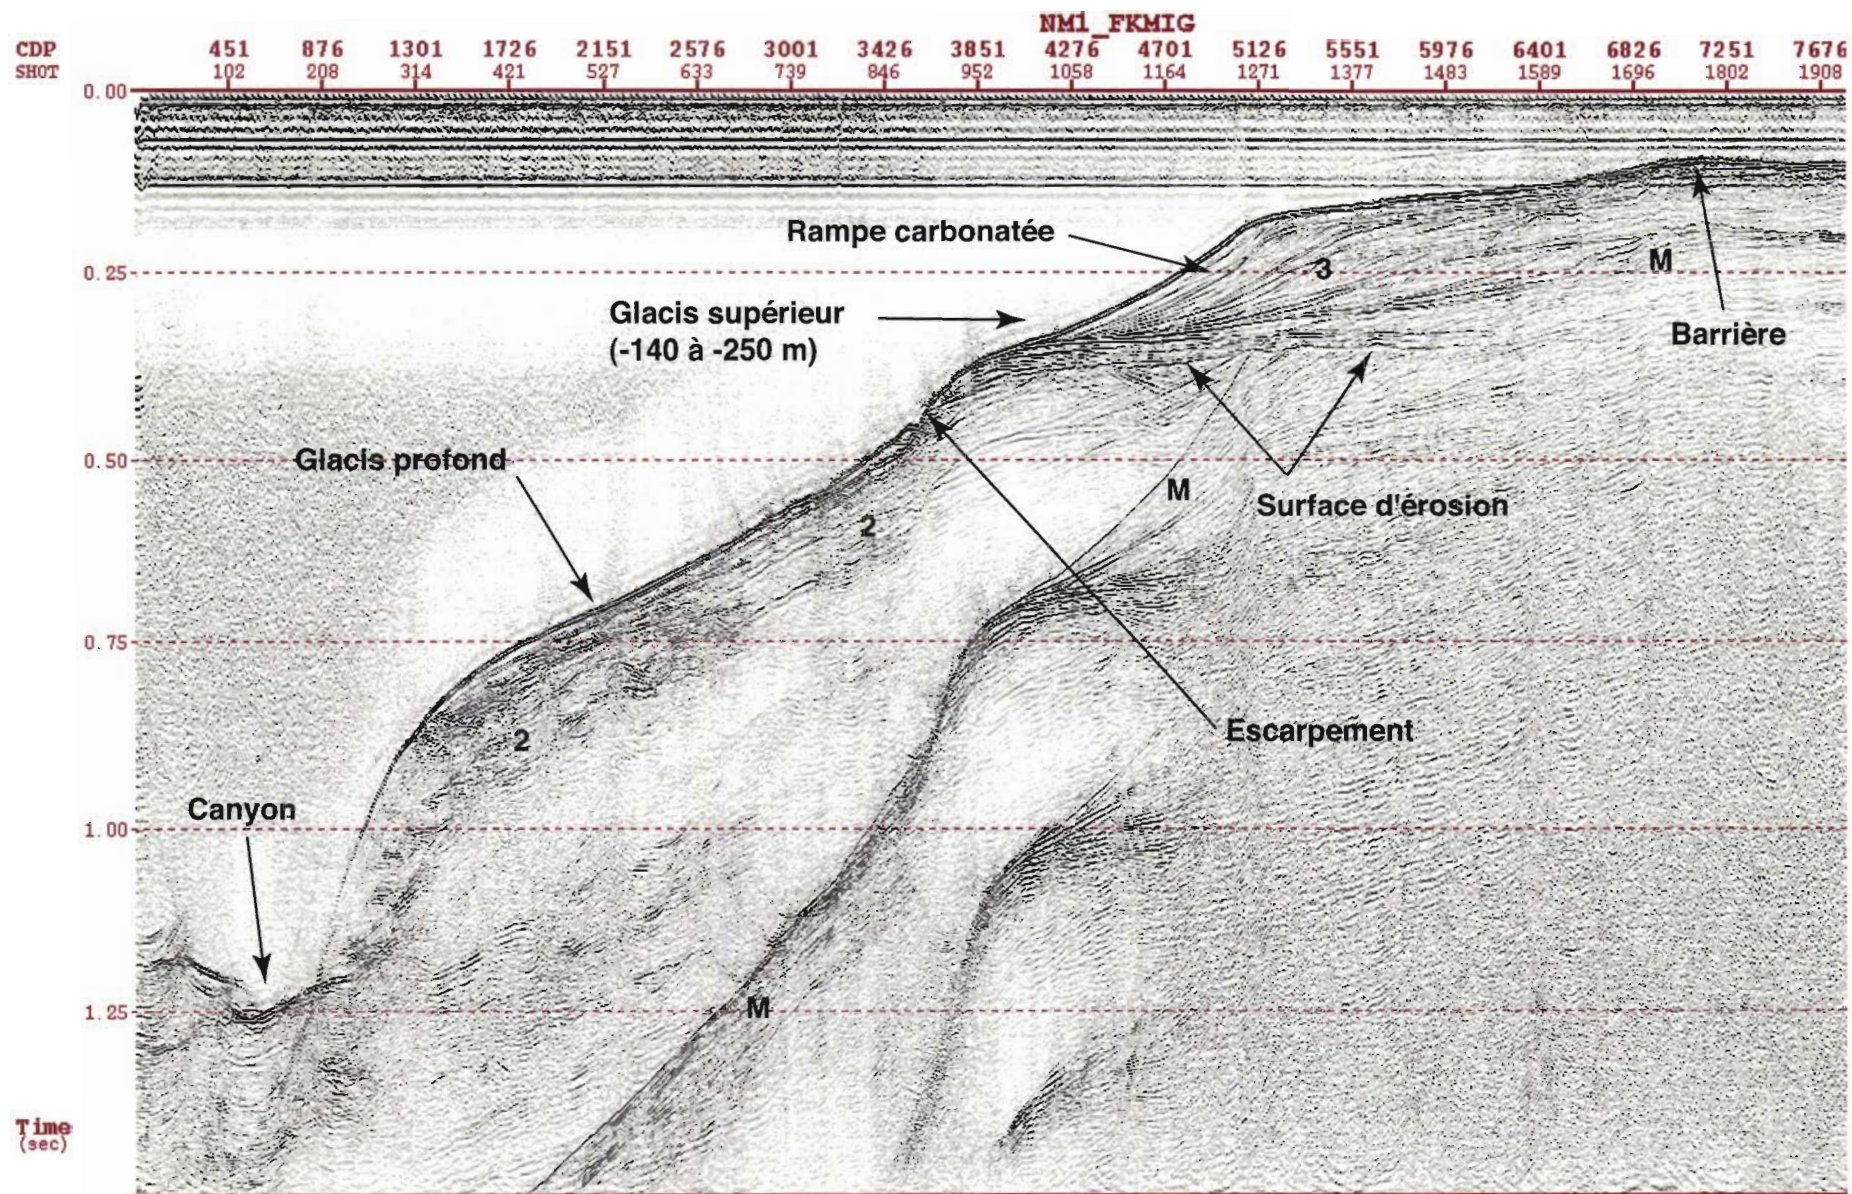 NM1_FKMIG
CDP 451 876 1301 1726 2151 2576 3001 3426 3851 4276 4701 5126 5551 5976 6401 6826 7251 7676
SHOT 102 208 314 421 527 633 739 846 952 1058 1164 1271 1377 1483 1589 1696 1802 1908
0.00
Rampe carbonatée
0.25
3
M
Glacis supérieur
(-140 à -250 m)
Barrière
Glacis profond
0.50
M
Surface d'érosion
2
0.75
Escarpement
2
Canyon
1.00
M
1.25
Time
(sec)